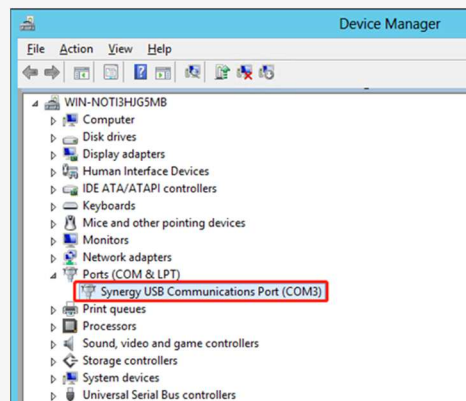 Device Manager
File Action View Help
WIN-NOTI3HJG5MB
Computer
Disk drives
Display adapters
Human Interface Devices
IDE ATA/ATAPI controllers
Keyboards
Mice and other pointing devices
Monitors
Network adapters
Ports (COM & LPT)
Synergy USB Communications Port (COM3)
Print queues
Processors
Sound, video and game controllers
Storage controllers
System devices
Universal Serial Bus controllers